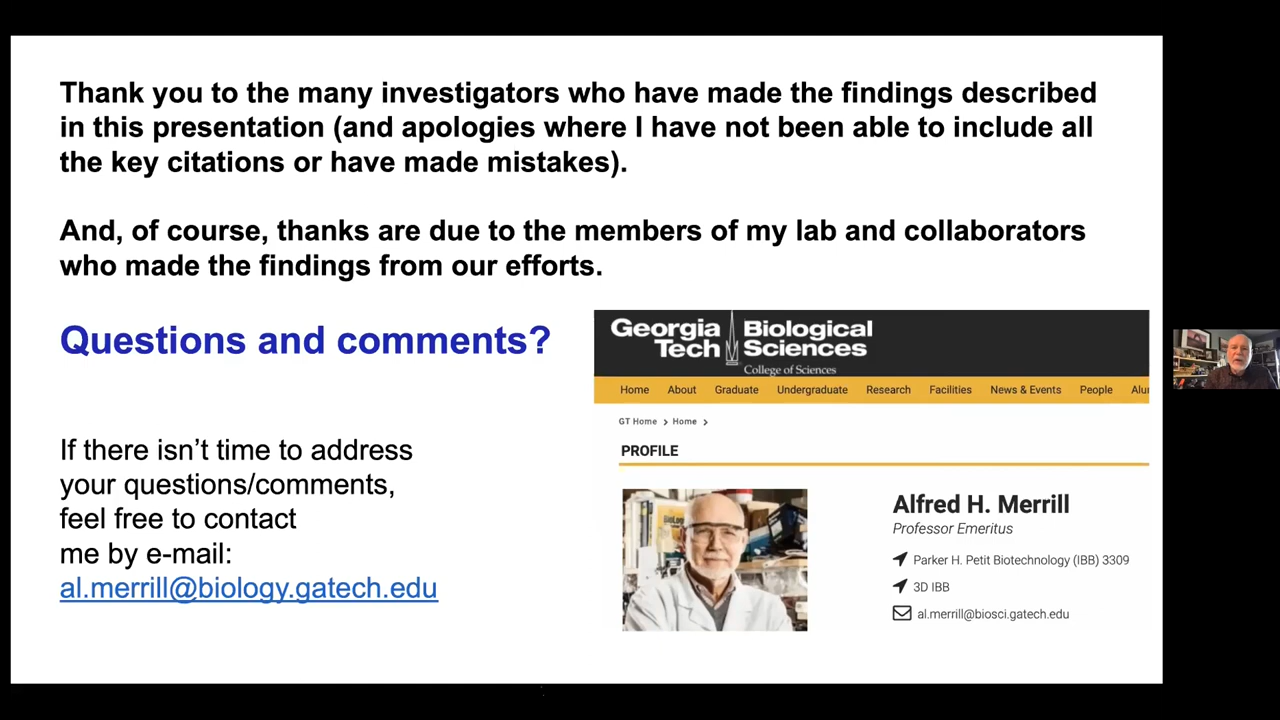 Thank you to the many investigators who have made the findings described
in this presentation (and apologies where I have not been able to include all
the key citations or have made mistakes).
And, of course, thanks are due to the members of my lab and collaborators
who made the findings from our efforts.
Questions and comments?
If there isn’t time to address
your questions/comments,
feel free to contact
me by e-mail:
al.merrill@biology.gatech.edu
Georgia Tech
Biological Sciences
College of Sciences
Home About Graduate Undergraduate Research Facilities News & Events People Alu
GT Home > Home >
PROFILE
Alfred H. Merrill
Professor Emeritus
Parker H. Petit Biotechnology (IBB) 3309
3D IBB
al.merrill@biosci.gatech.edu